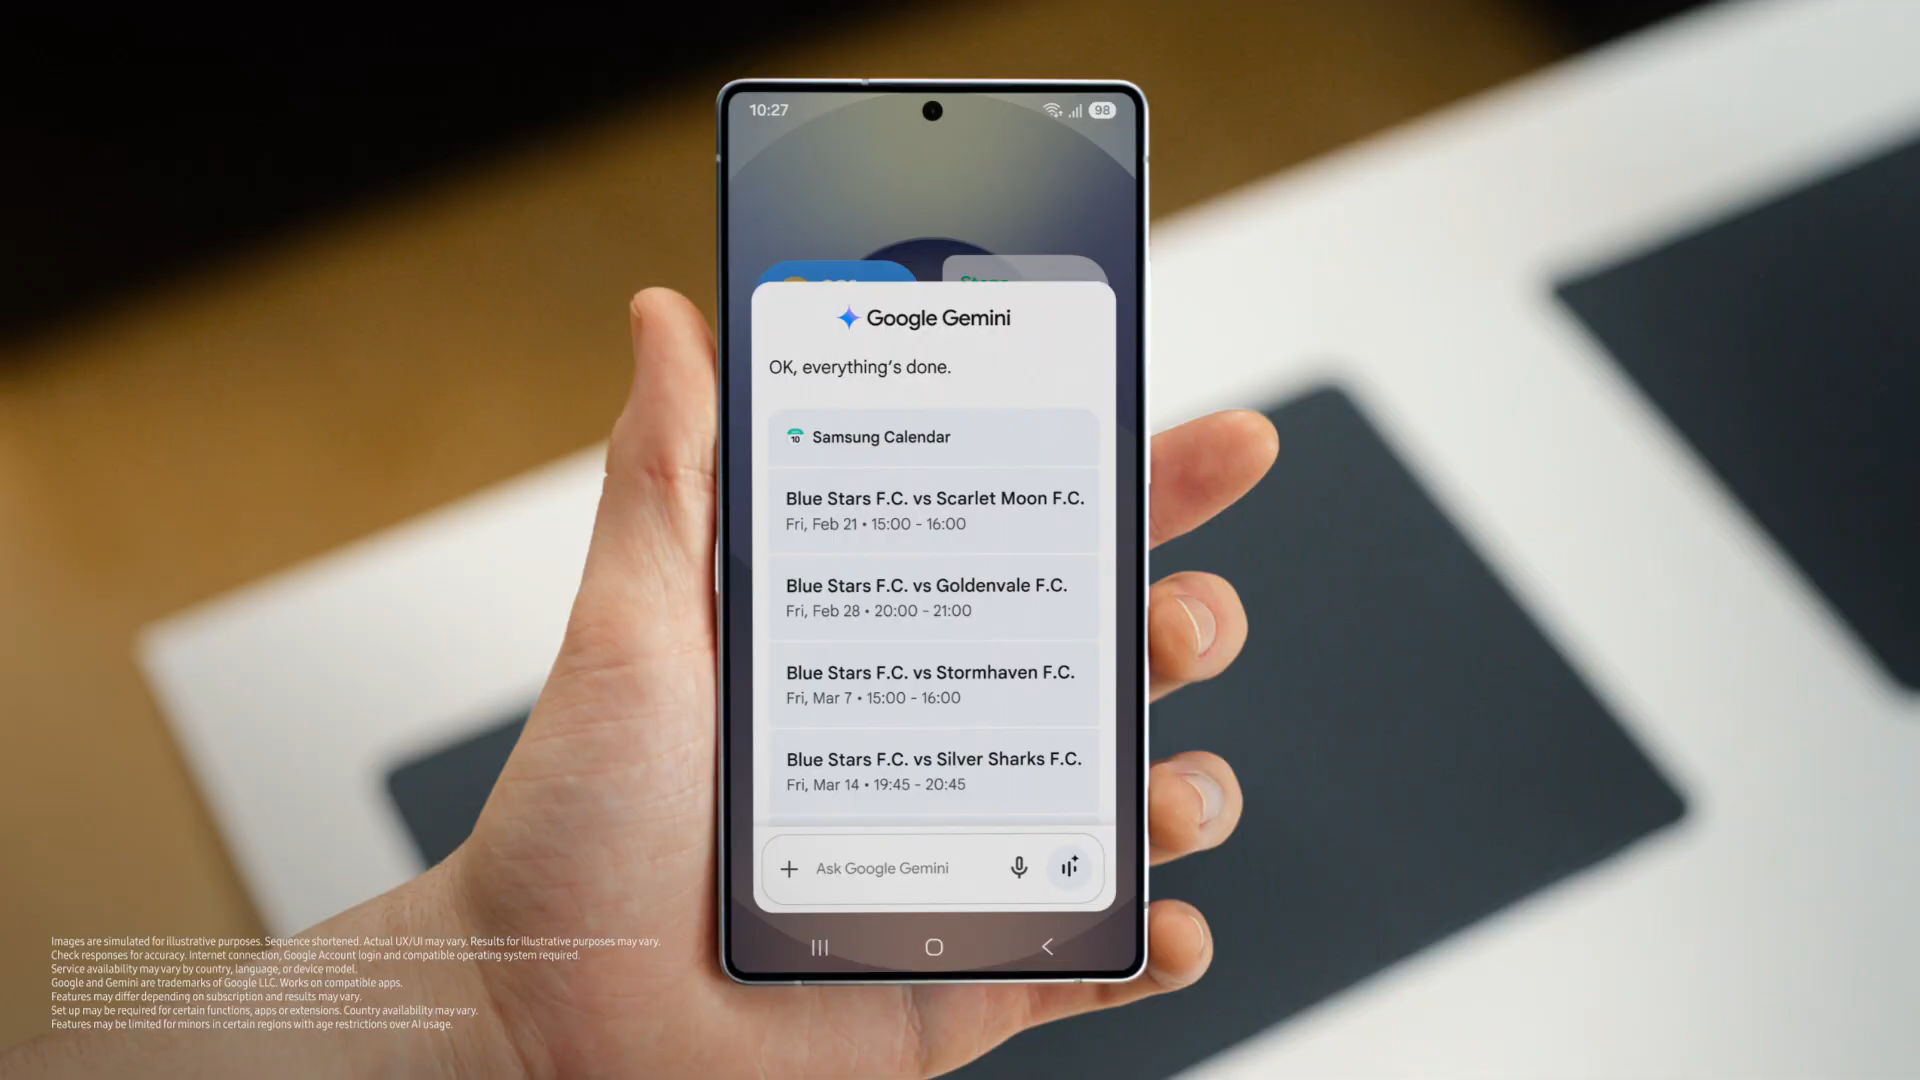 10:27
98
Google Gemini
OK, everything's done.
10
Samsung Calendar
Blue Stars F.C. vs Scarlet Moon F.C.
Fri, Feb 21 • 15:00 - 16:00
Blue Stars F.C. vs Goldenvale F.C.
Fri, Feb 28 • 20:00 - 21:00
Blue Stars F.C. vs Stormhaven F.C.
Fri, Mar 7 • 15:00 - 16:00
Blue Stars F.C. vs Silver Sharks F.C.
Fri, Mar 14 • 19:45 - 20:45
Ask Google Gemini
Images are simulated for illustrative purposes. Sequence shortened. Actual UX/UI may vary. Results for illustrative purposes may vary.
Check responses for accuracy. Internet connection, Google Account login and compatible operating system required.
Service availability may vary by country, language, or device model.
Google and Gemini are trademarks of Google LLC. Works on compatible apps.
Features may differ depending on subscription and results may vary.
Set up may be required for certain functions, apps or extensions. Country availability may vary.
Features may be limited for minors in certain regions with age restrictions over AI usage.